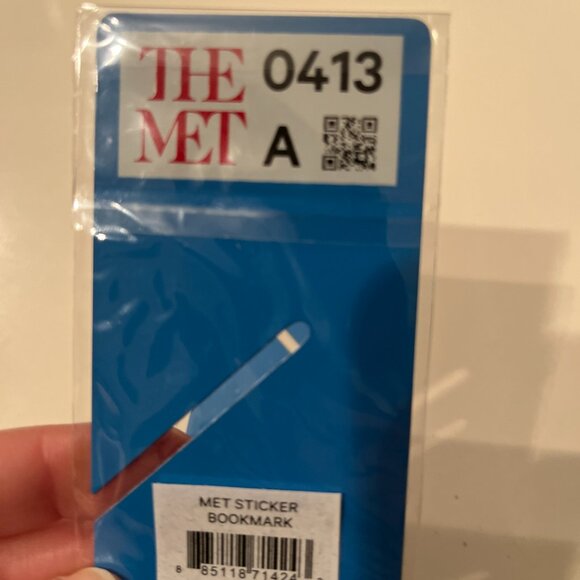 THE 0413
MET A
MET STICKER
BOOKMARK
8 85118 71424